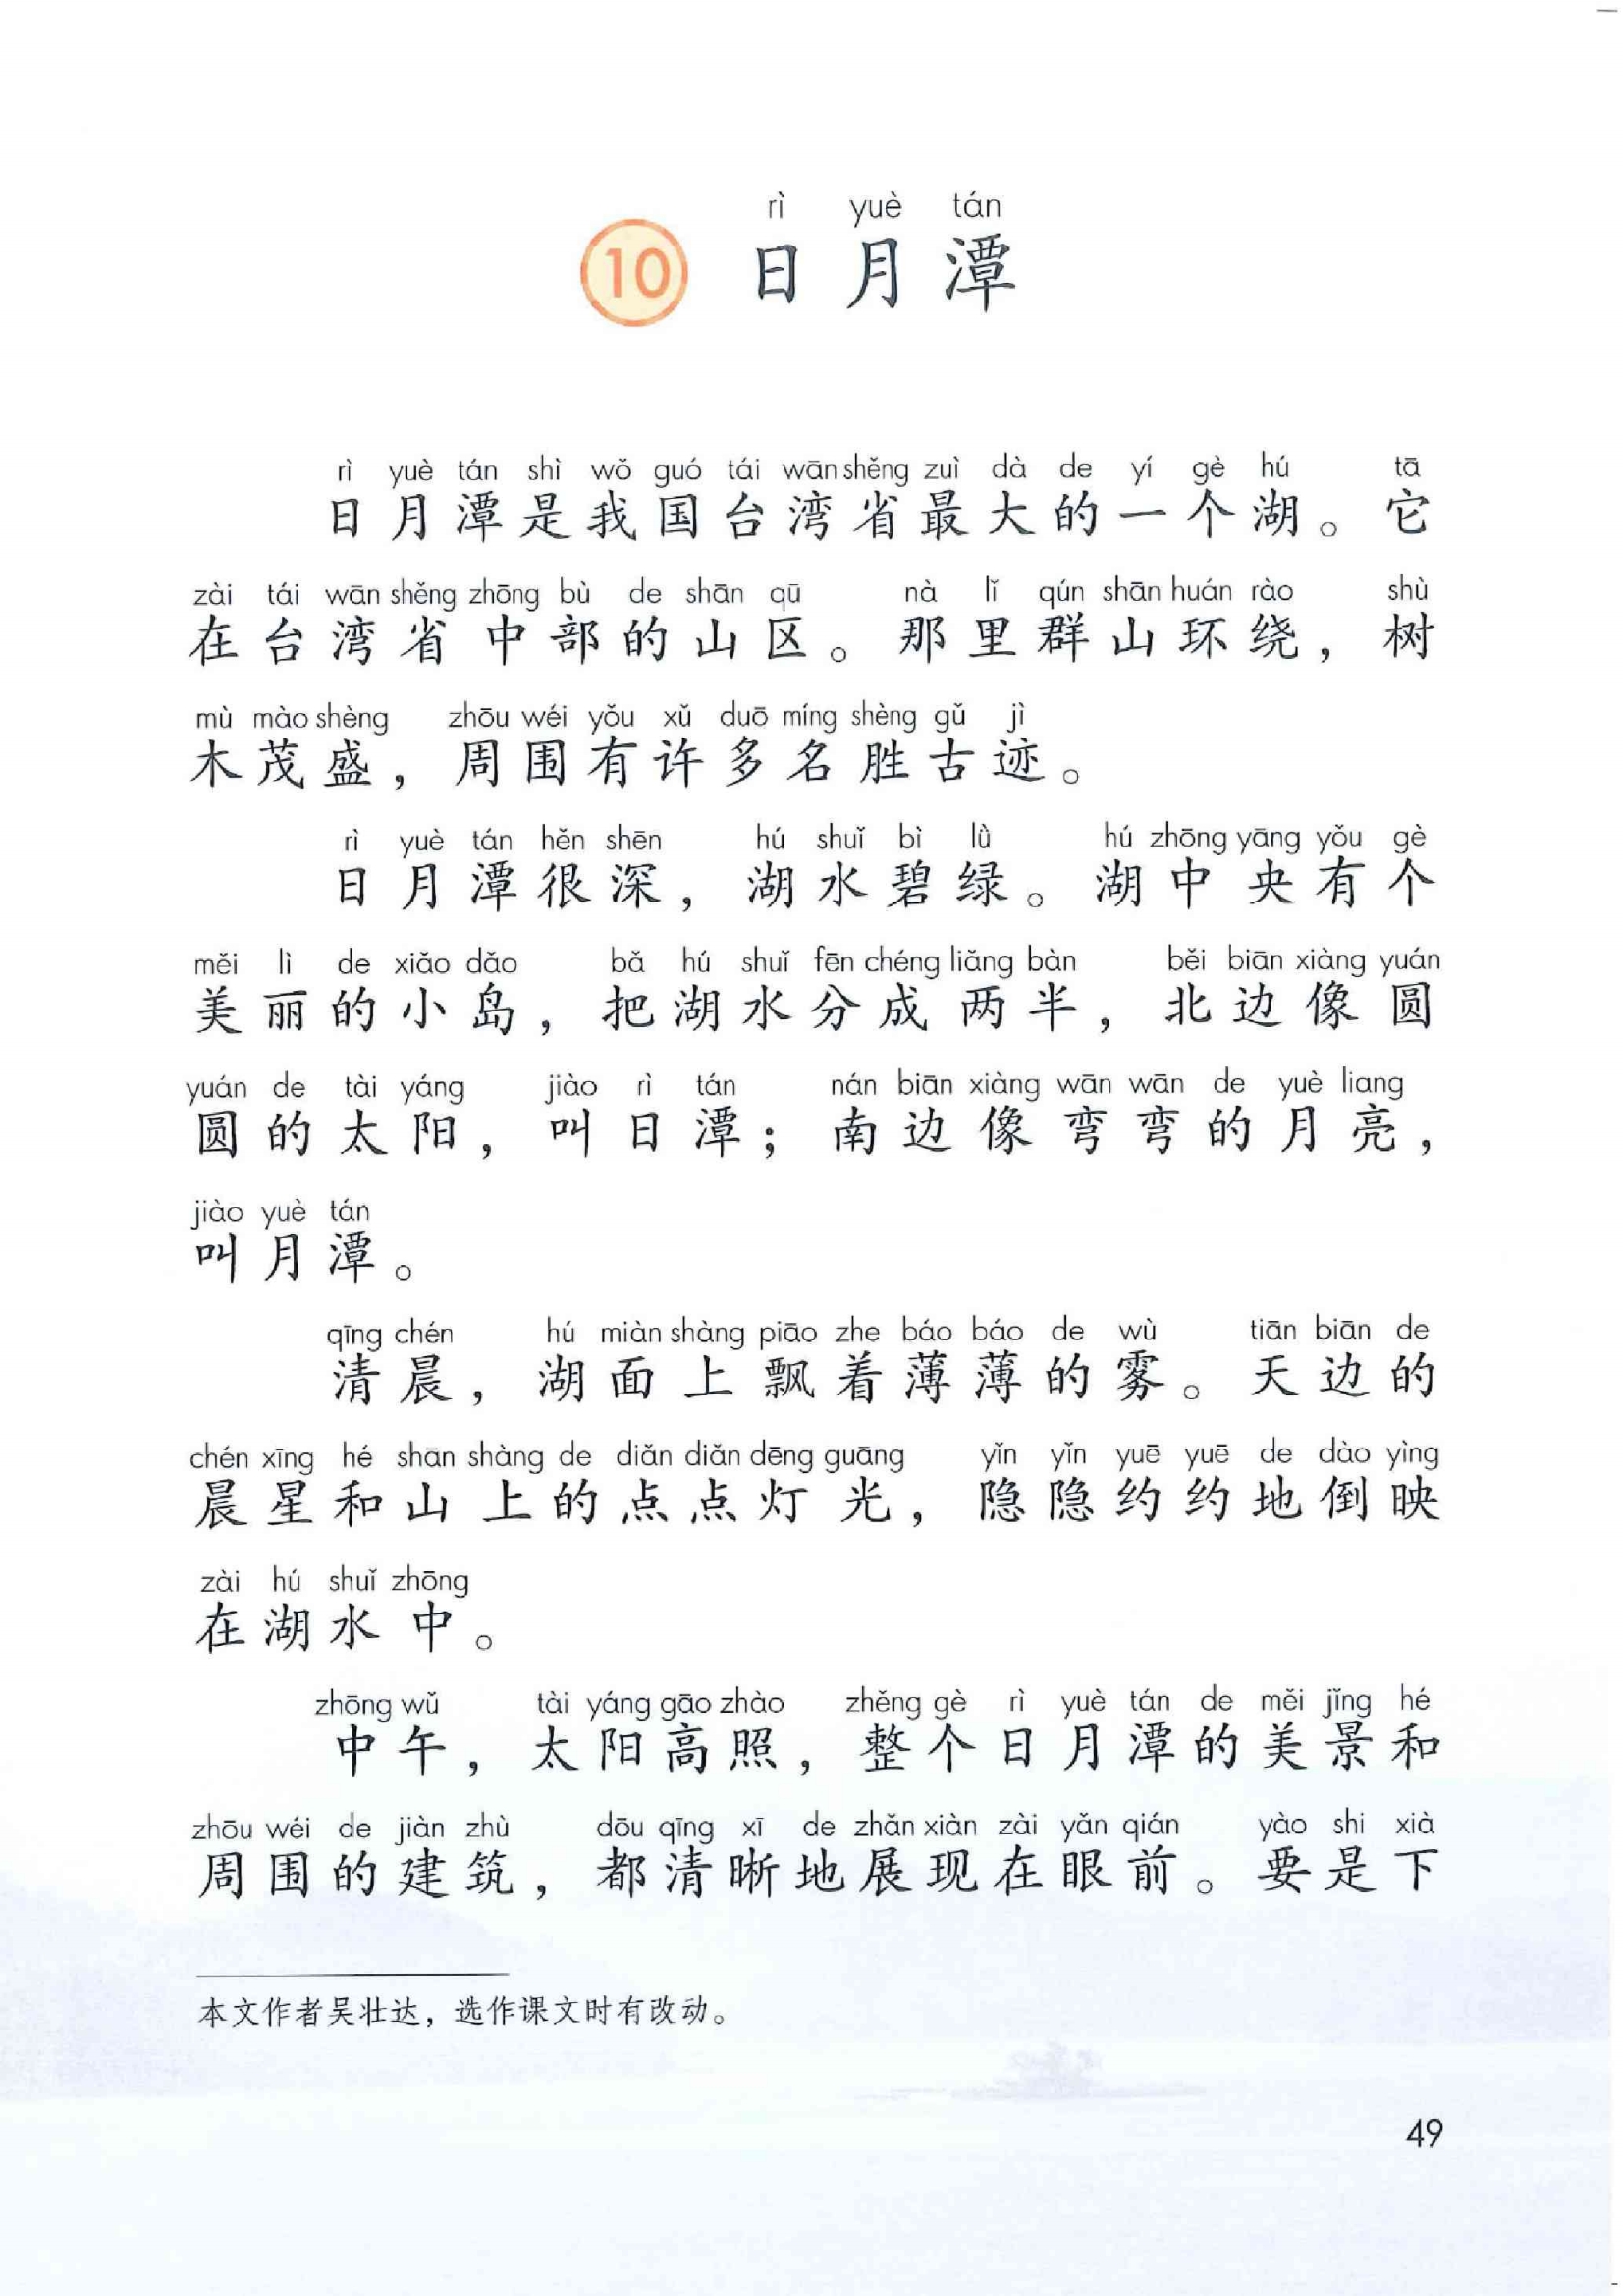 rì yuè tán
10 日月潭
rì yuè tán shì wǒ guó tái wān shěng zuì dà de yí gè hú tā
日月潭是我国台湾省最大的一个湖。它
zài tái wān shěng zhōng bù de shān qū nà lǐ qún shān huán rào shù
在台湾省中部的山区。那里群山环绕，树
mù mào shèng zhōu wéi yǒu xǔ duō míng shèng gǔ jì
木茂盛，周围有许多名胜古迹。
rì yuè tán hěn shēn hú shuǐ bì lǜ hú zhōng yāng yǒu gè
日月潭很深，湖水碧绿。湖中央有个
měi lì de xiǎo dǎo bǎ hú shuǐ fēn chéng liǎng bàn běi biān xiàng yuán
美丽的小岛，把湖水分成两半，北边像圆
yuán de tài yáng jiào rì tán nán biān xiàng wān wān de yuè liang
圆的太阳，叫日潭；南边像弯弯的月亮，
jiào yuè tán
叫月潭。
qīng chén hú miàn shàng piāo zhe báo báo de wù tiān biān de
清晨，湖面上飘着薄薄的雾。天边的
chén xīng hé shān shàng de diǎn diǎn dēng guāng yǐn yǐn yuē yuē de dào yìng
晨星和山上的点点灯光，隐隐约约地倒映
zài hú shuǐ zhōng
在湖水中。
zhōng wǔ tài yáng gāo zhào zhěng gè rì yuè tán de měi jǐng hé
中午，太阳高照，整个日月潭的美景和
zhōu wéi de jiàn zhù dōu qīng xī de zhǎn xiàn zài yǎn qián yào shi xià
周围的建筑，都清晰地展现在眼前。要是下
本文作者吴壮达，选作课文时有改动。
49